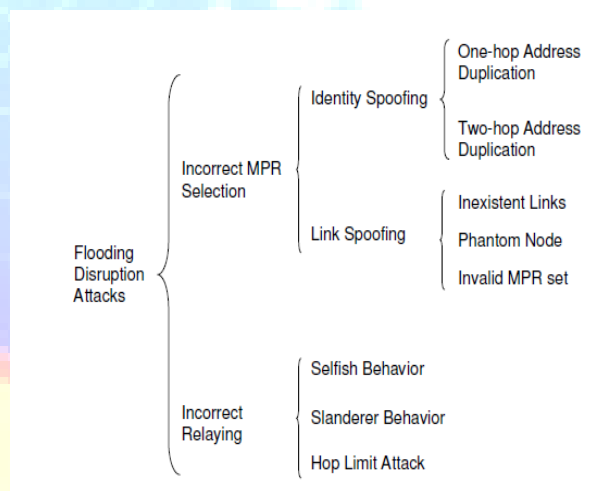 One-hop Address
Duplication
Identity Spoofing
Two-hop Address
Duplication
Incorrect MPR
Selection
Inexistent Links
Link Spoofing
Phantom Node
Invalid MPR set
Flooding
Disruption
Attacks
Selfish Behavior
Incorrect
Relaying
Slanderer Behavior
Hop Limit Attack